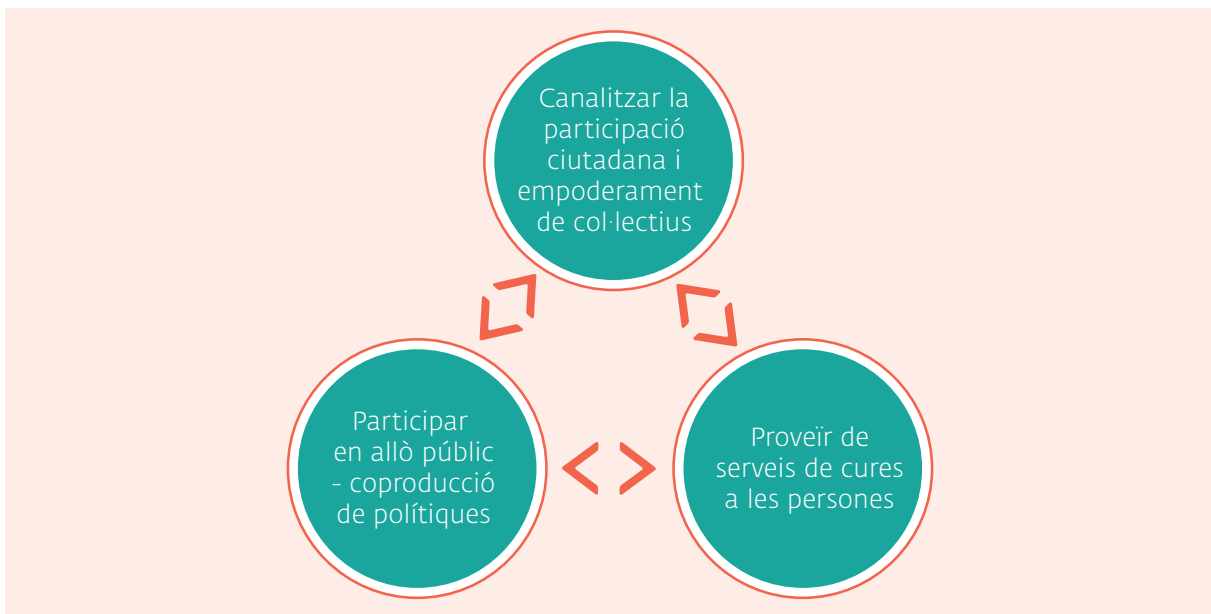 Canalitzar la
participació
ciutadana i
empoderament
de col·lectius
Participar
en allò públic
- coproducció
de polítiques
Proveïr de
serveis de cures
a les persones